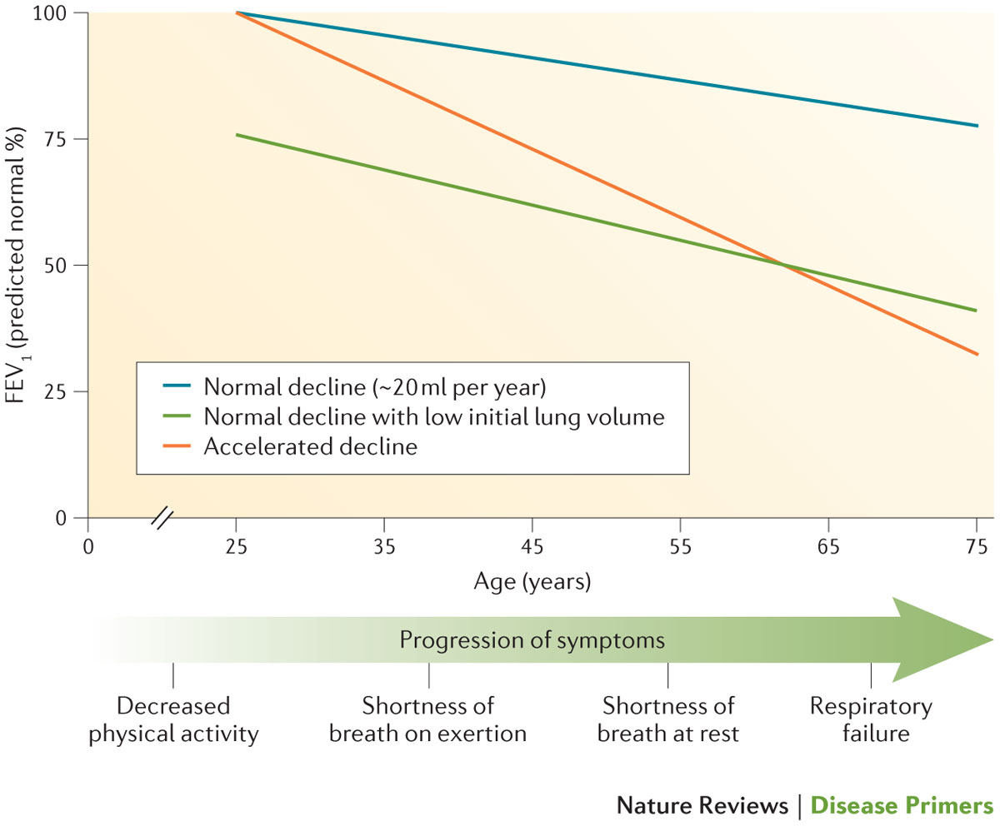 100
75
50
25
0
FEV1 (predicted normal %)
Normal decline (~20 ml per year)
Normal decline with low initial lung volume
Accelerated decline
0 25 35 45 55 65 75
Age (years)
Progression of symptoms
Decreased
physical activity
Shortness of
breath on exertion
Shortness of
breath at rest
Respiratory
failure
Nature Reviews | Disease Primers